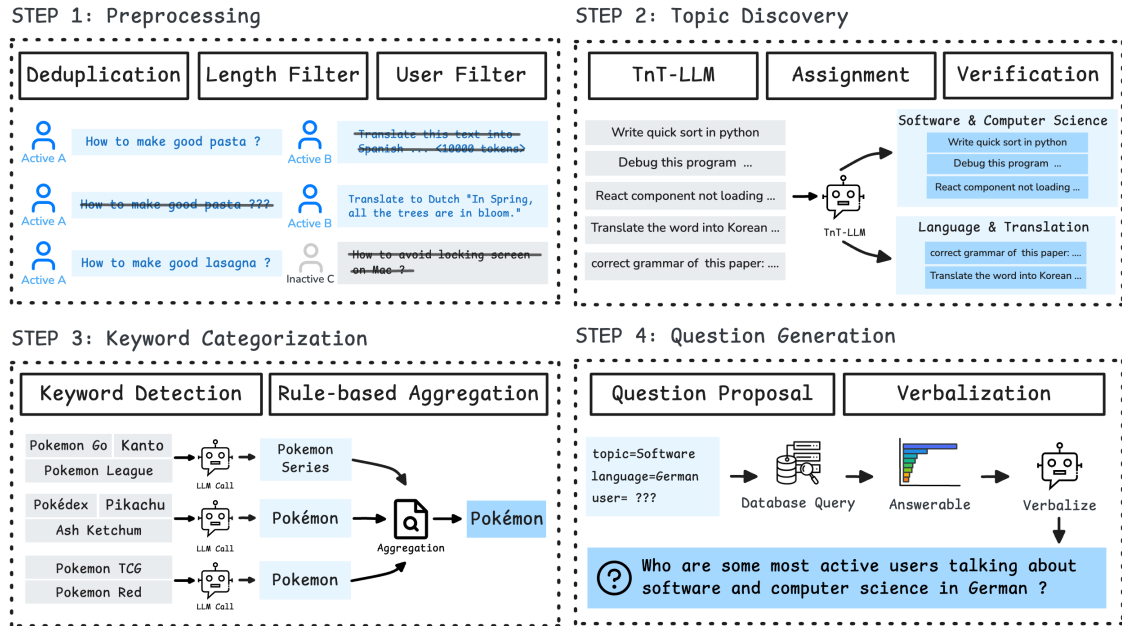 STEP 1: Preprocessing
Deduplication
Length Filter
User Filter
Active A
How to make good pasta ?
Active B
Translate this text into
Spanish ... <10000 tokens>
Active A
How to make good pasta ???
Active B
Translate to Dutch "In Spring,
all the trees are in bloom."
Active A
How to make good lasagna ?
Inactive C
How to avoid locking screen
on Mac ?
STEP 2: Topic Discovery
TnT-LLM
Assignment
Verification
Write quick sort in python
Debug this program ...
React component not loading ...
Translate the word into Korean ...
correct grammar of this paper: ....
TnT-LLM
Software & Computer Science
Write quick sort in python
Debug this program ...
React component not loading ...
Language & Translation
correct grammar of this paper: ....
Translate the word into Korean ...
STEP 3: Keyword Categorization
Keyword Detection
Rule-based Aggregation
Pokemon Go
Kanto
Pokemon League
LLM Call
Pokemon
Series
Pokédex
Pikachu
Ash Ketchum
LLM Call
Pokémon
Pokemon TCG
Pokemon Red
LLM Call
Pokemon
Aggregation
Pokémon
STEP 4: Question Generation
Question Proposal
Verbalization
topic=Software
language=German
user= ???
Database Query
Answerable
Verbalize
Who are some most active users talking about
software and computer science in German ?